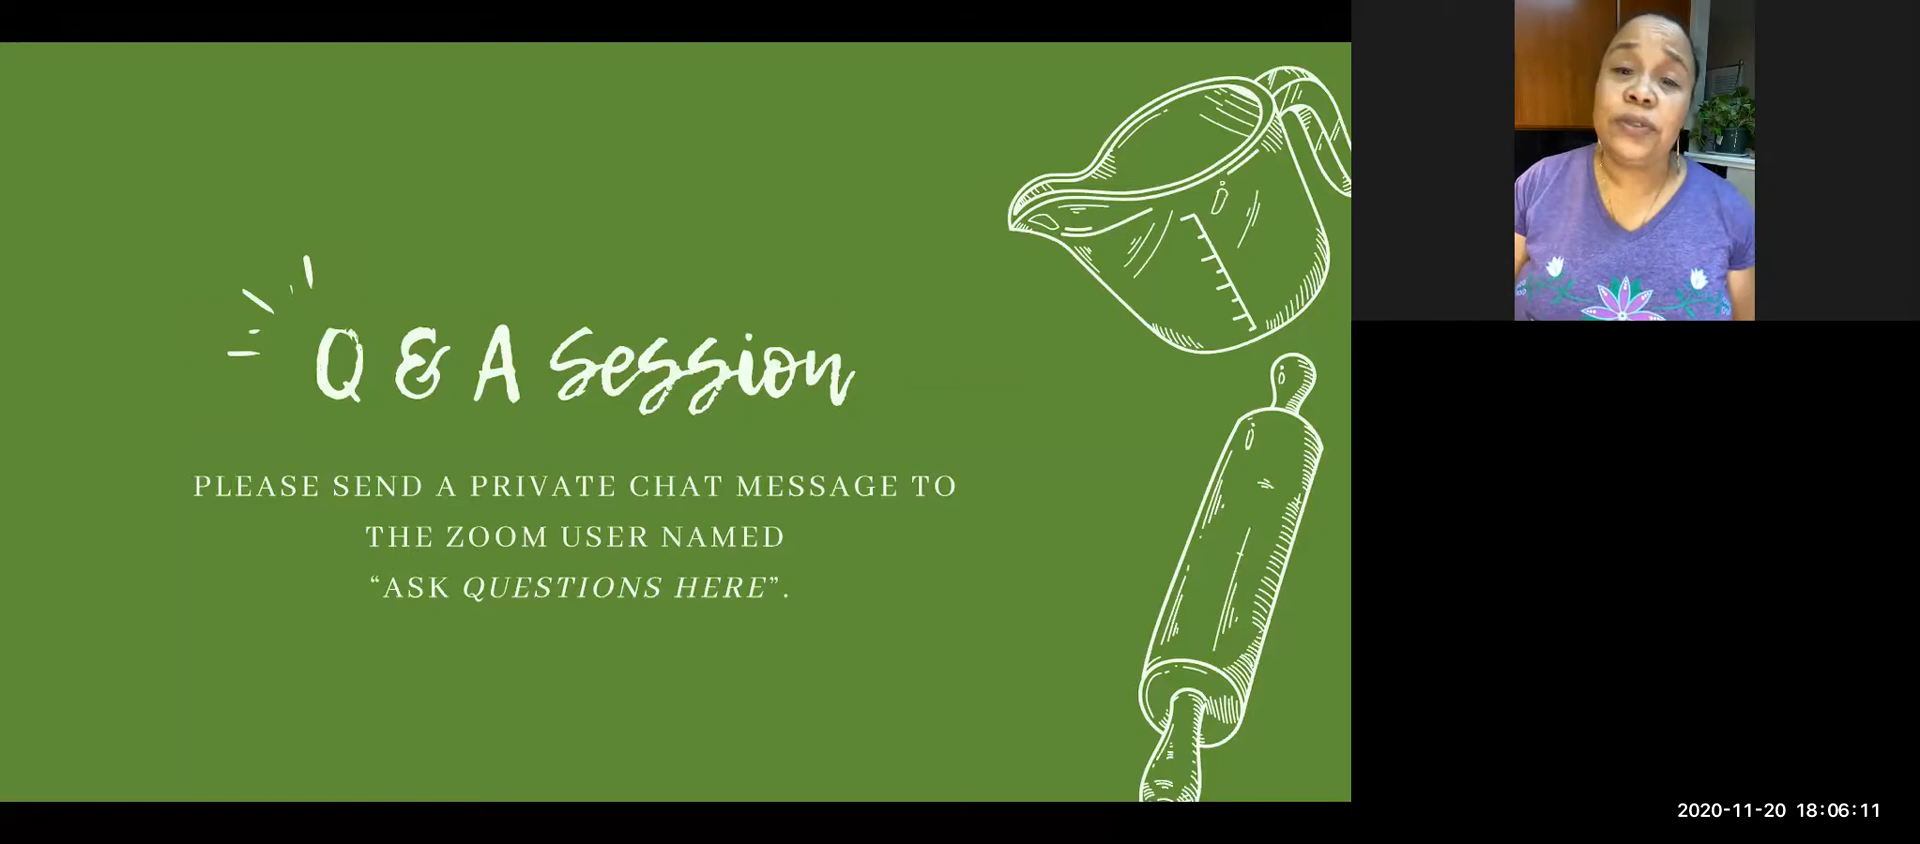 Q & A Session
PLEASE SEND A PRIVATE CHAT MESSAGE TO
THE ZOOM USER NAMED
“ASK QUESTIONS HERE”.
2020-11-20 18:06:11